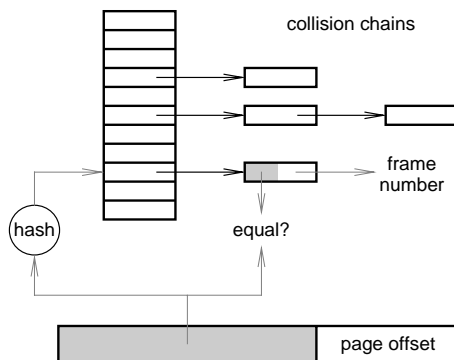 collision chains
frame
number
hash
equal?
page offset